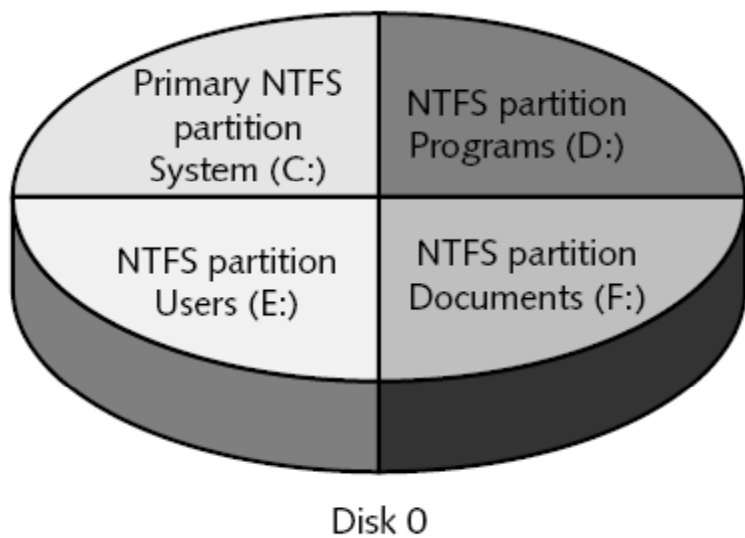 Primary NTFS
partition
System (C:)
NTFS partition
Programs (D:)
NTFS partition
Users (E:)
NTFS partition
Documents (F:)
Disk 0